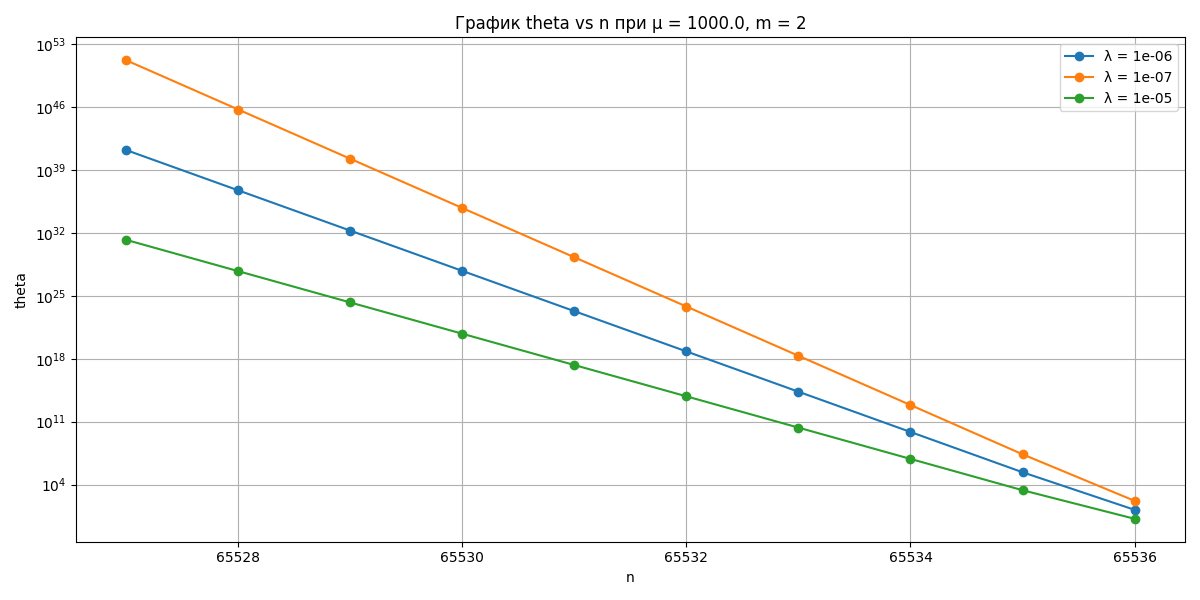 График theta vs n при μ = 1000.0, m = 2
10^53
10^46
10^39
10^32
10^25
10^18
10^11
10^4
theta
λ = 1e-06
λ = 1e-07
λ = 1e-05
65528 65530 65532 65534 65536
n